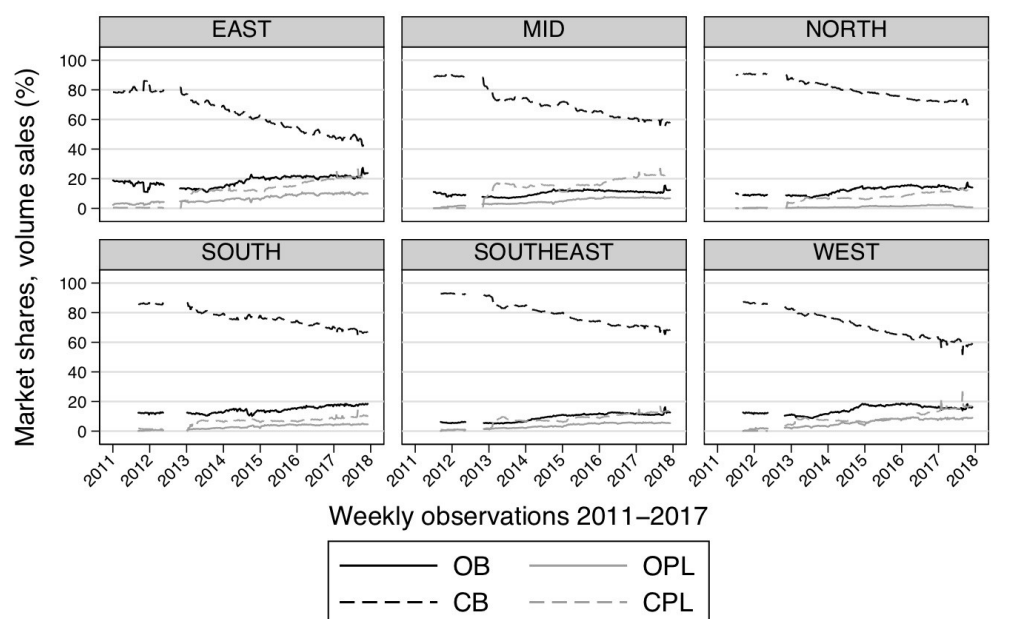 EAST MID NORTH
100
80
60
40
20
0
SOUTH SOUTHEAST WEST
100
80
60
40
20
0
Market shares, volume sales (%)
2011 2012 2013 2014 2015 2016 2017 2018 2011 2012 2013 2014 2015 2016 2017 2018 2011 2012 2013 2014 2015 2016 2017 2018
Weekly observations 2011–2017
OB OPL
CB CPL